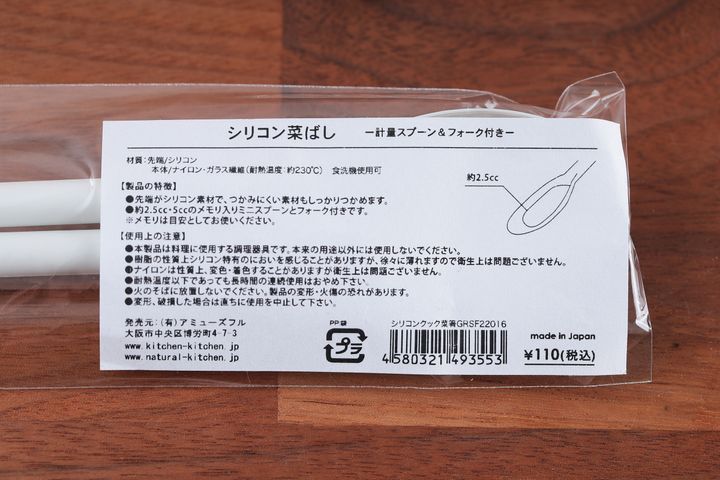 シリコン菜ばし ー計量スプーン&フォーク付きー
材質:先端/シリコン
本体/ナイロン・ガラス繊維(耐熱温度:約230℃) 食洗機使用可
【製品の特徴】
●先端がシリコン素材で、つかみにくい素材もしっかりつかめます。
●約2.5cc・5ccのメモリ入りミニスプーンとフォーク付きです。
※メモリは目安としてお使いください。
約2.5cc
【使用上の注意】
●本製品は料理に使用する調理器具です。本来の用途以外には使用しないでください。
●樹脂の性質上シリコン特有のにおいを感じることがありますが、徐々に薄れますので衛生上は問題ございません。
●ナイロンは性質上、変色・着色することがありますが衛生上は問題ございません。
●耐熱温度以下であっても長時間の連続使用はおやめ下さい。
●火のそばに放置しないでください。製品の変形・火傷の恐れがあります。
●変形、破損した場合は直ちに使用を中止して下さい。
発売元:(有)アミューズフル
大阪市中央区博労町4-7-3
www.kitchen-kitchen.jp
www.natural-kitchen.jp
PP袋
プラ
シリコンクック菜箸GRSF22016
4580321493553
made in Japan
¥110(税込)